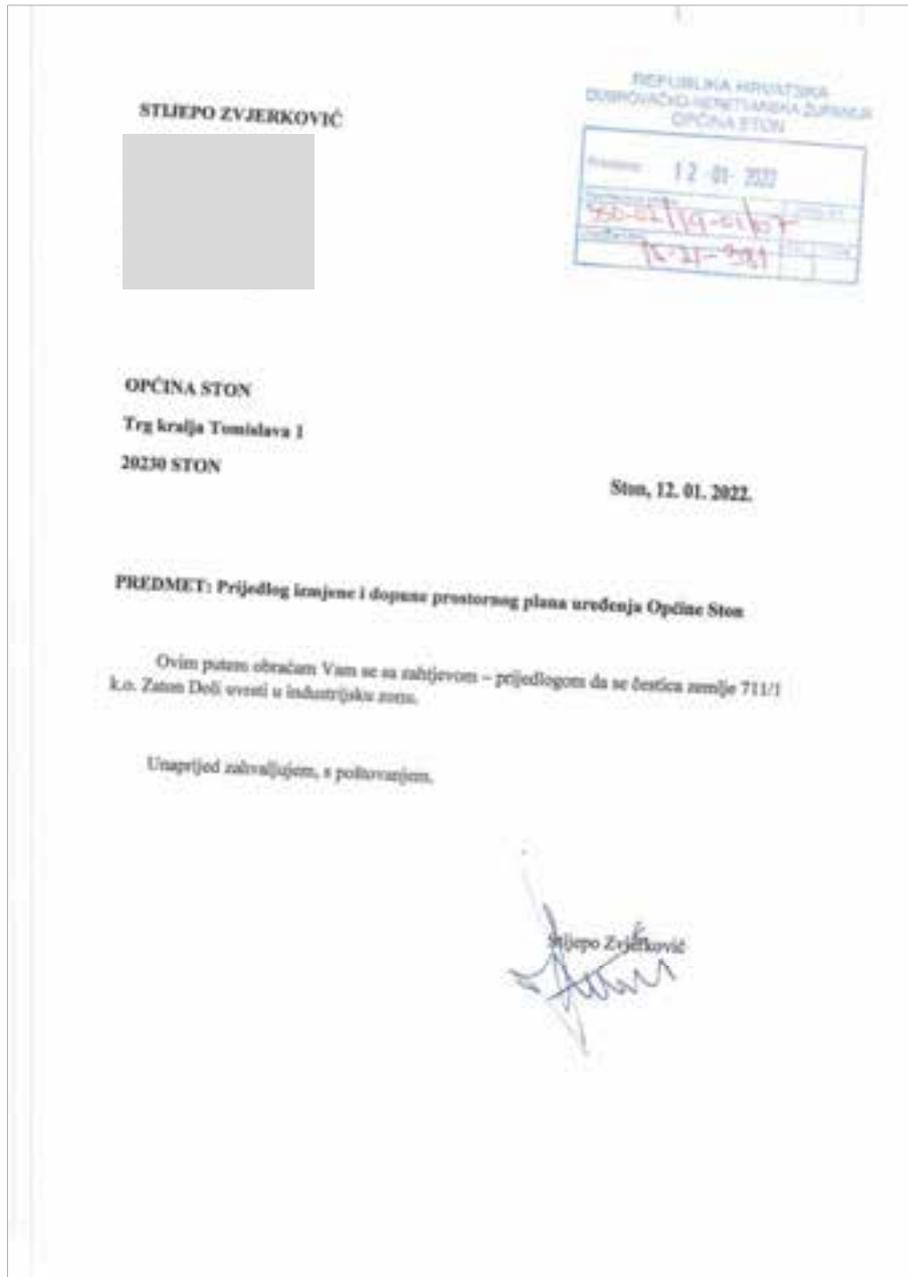 STIJEPO ZVJERKOVIĆ
REPUBLIKA HRVATSKA
DUBROVAČKO-NERETVANSKA ŽUPANIJA
OPĆINA STON
12 -01- 2022
OPĆINA STON
Trg kralja Tomislava 1
20230 STON
Ston, 12. 01. 2022.
PREDMET: Prijedlog izmjene i dopune prostornog plana uređenja Općine Ston
Ovim putem obraćam Vam se sa zahtjevom – prijedlogom da se čestica zemlje 711/1
k.o. Zaton Doli uvrsti u industrijsku zonu.
Unaprijed zahvaljujem, s poštovanjem.
Stijepo Zvjerković